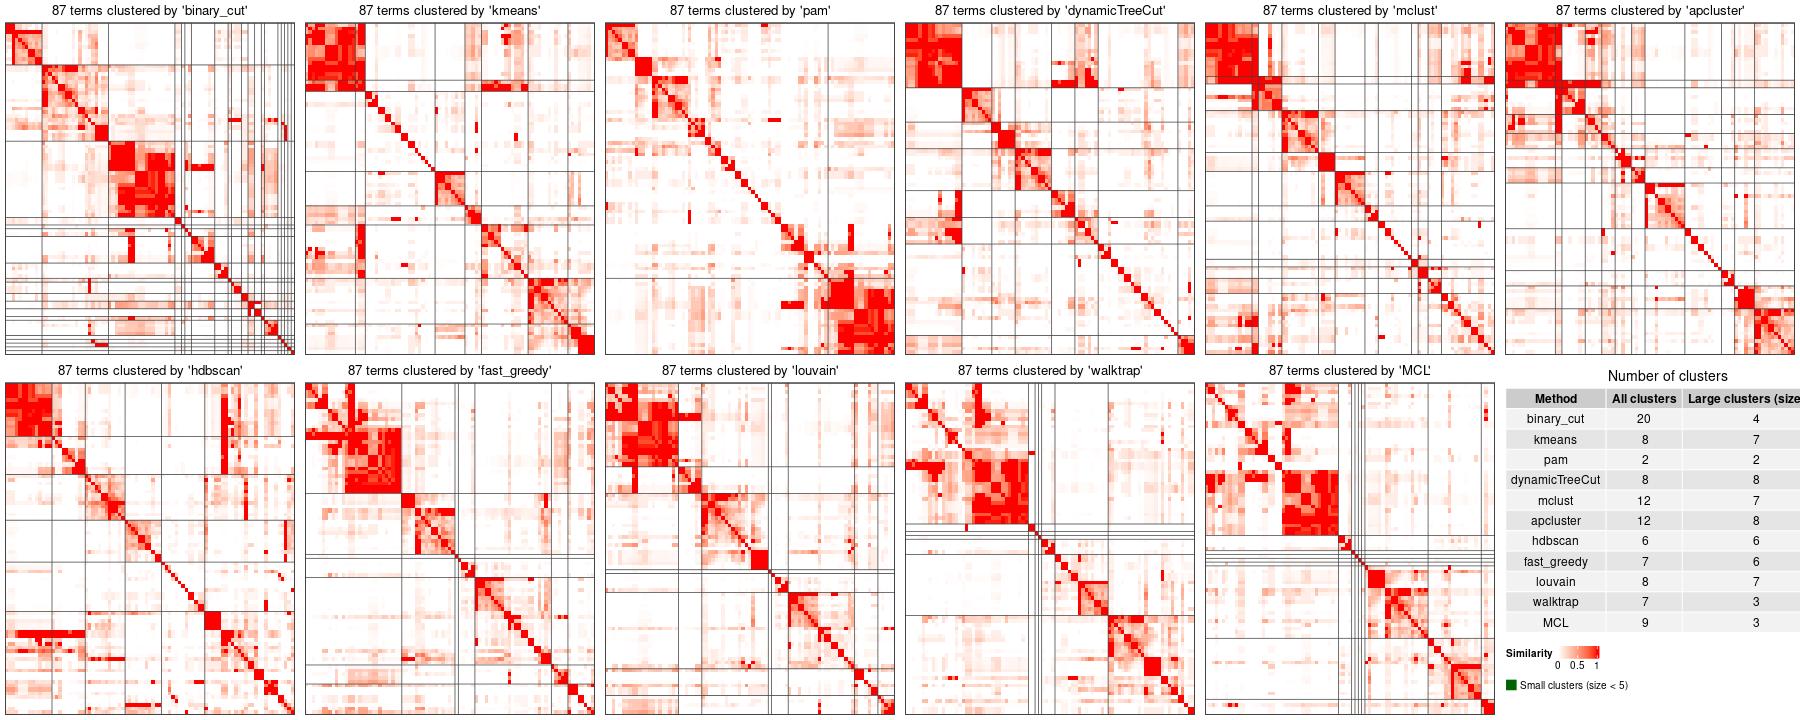 87 terms clustered by 'binary_cut'
87 terms clustered by 'kmeans'
87 terms clustered by 'pam'
87 terms clustered by 'dynamicTreeCut'
87 terms clustered by 'mclust'
87 terms clustered by 'apcluster'
87 terms clustered by 'hdbscan'
87 terms clustered by 'fast_greedy'
87 terms clustered by 'louvain'
87 terms clustered by 'walktrap'
87 terms clustered by 'MCL'
Number of clusters
Method All clusters Large clusters (size
binary_cut 20 4
kmeans 8 7
pam 2 2
dynamicTreeCut 8 8
mclust 12 7
apcluster 12 8
hdbscan 6 6
fast_greedy 7 6
louvain 8 7
walktrap 7 3
MCL 9 3
Similarity
0 0.5 1
Small clusters (size < 5)